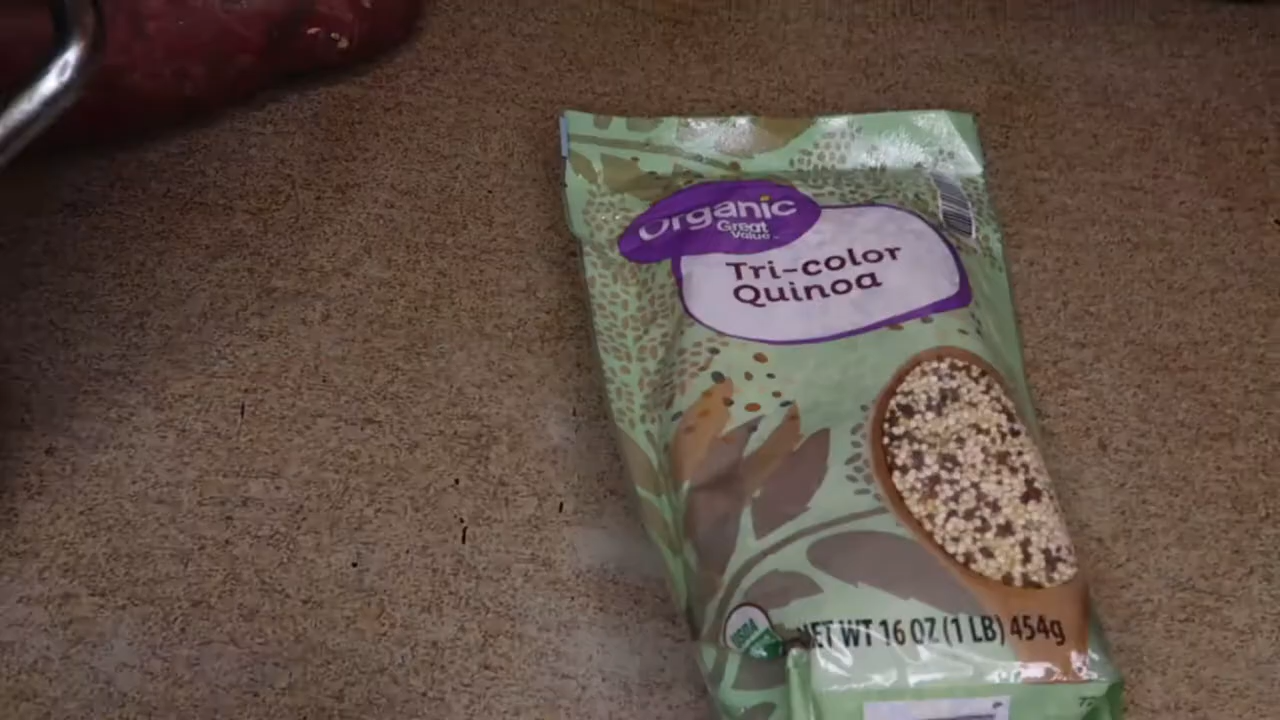 Organic
Great
Value
Tri-color
Quinoa
USDA
NET WT 16 OZ (1 LB) 454g